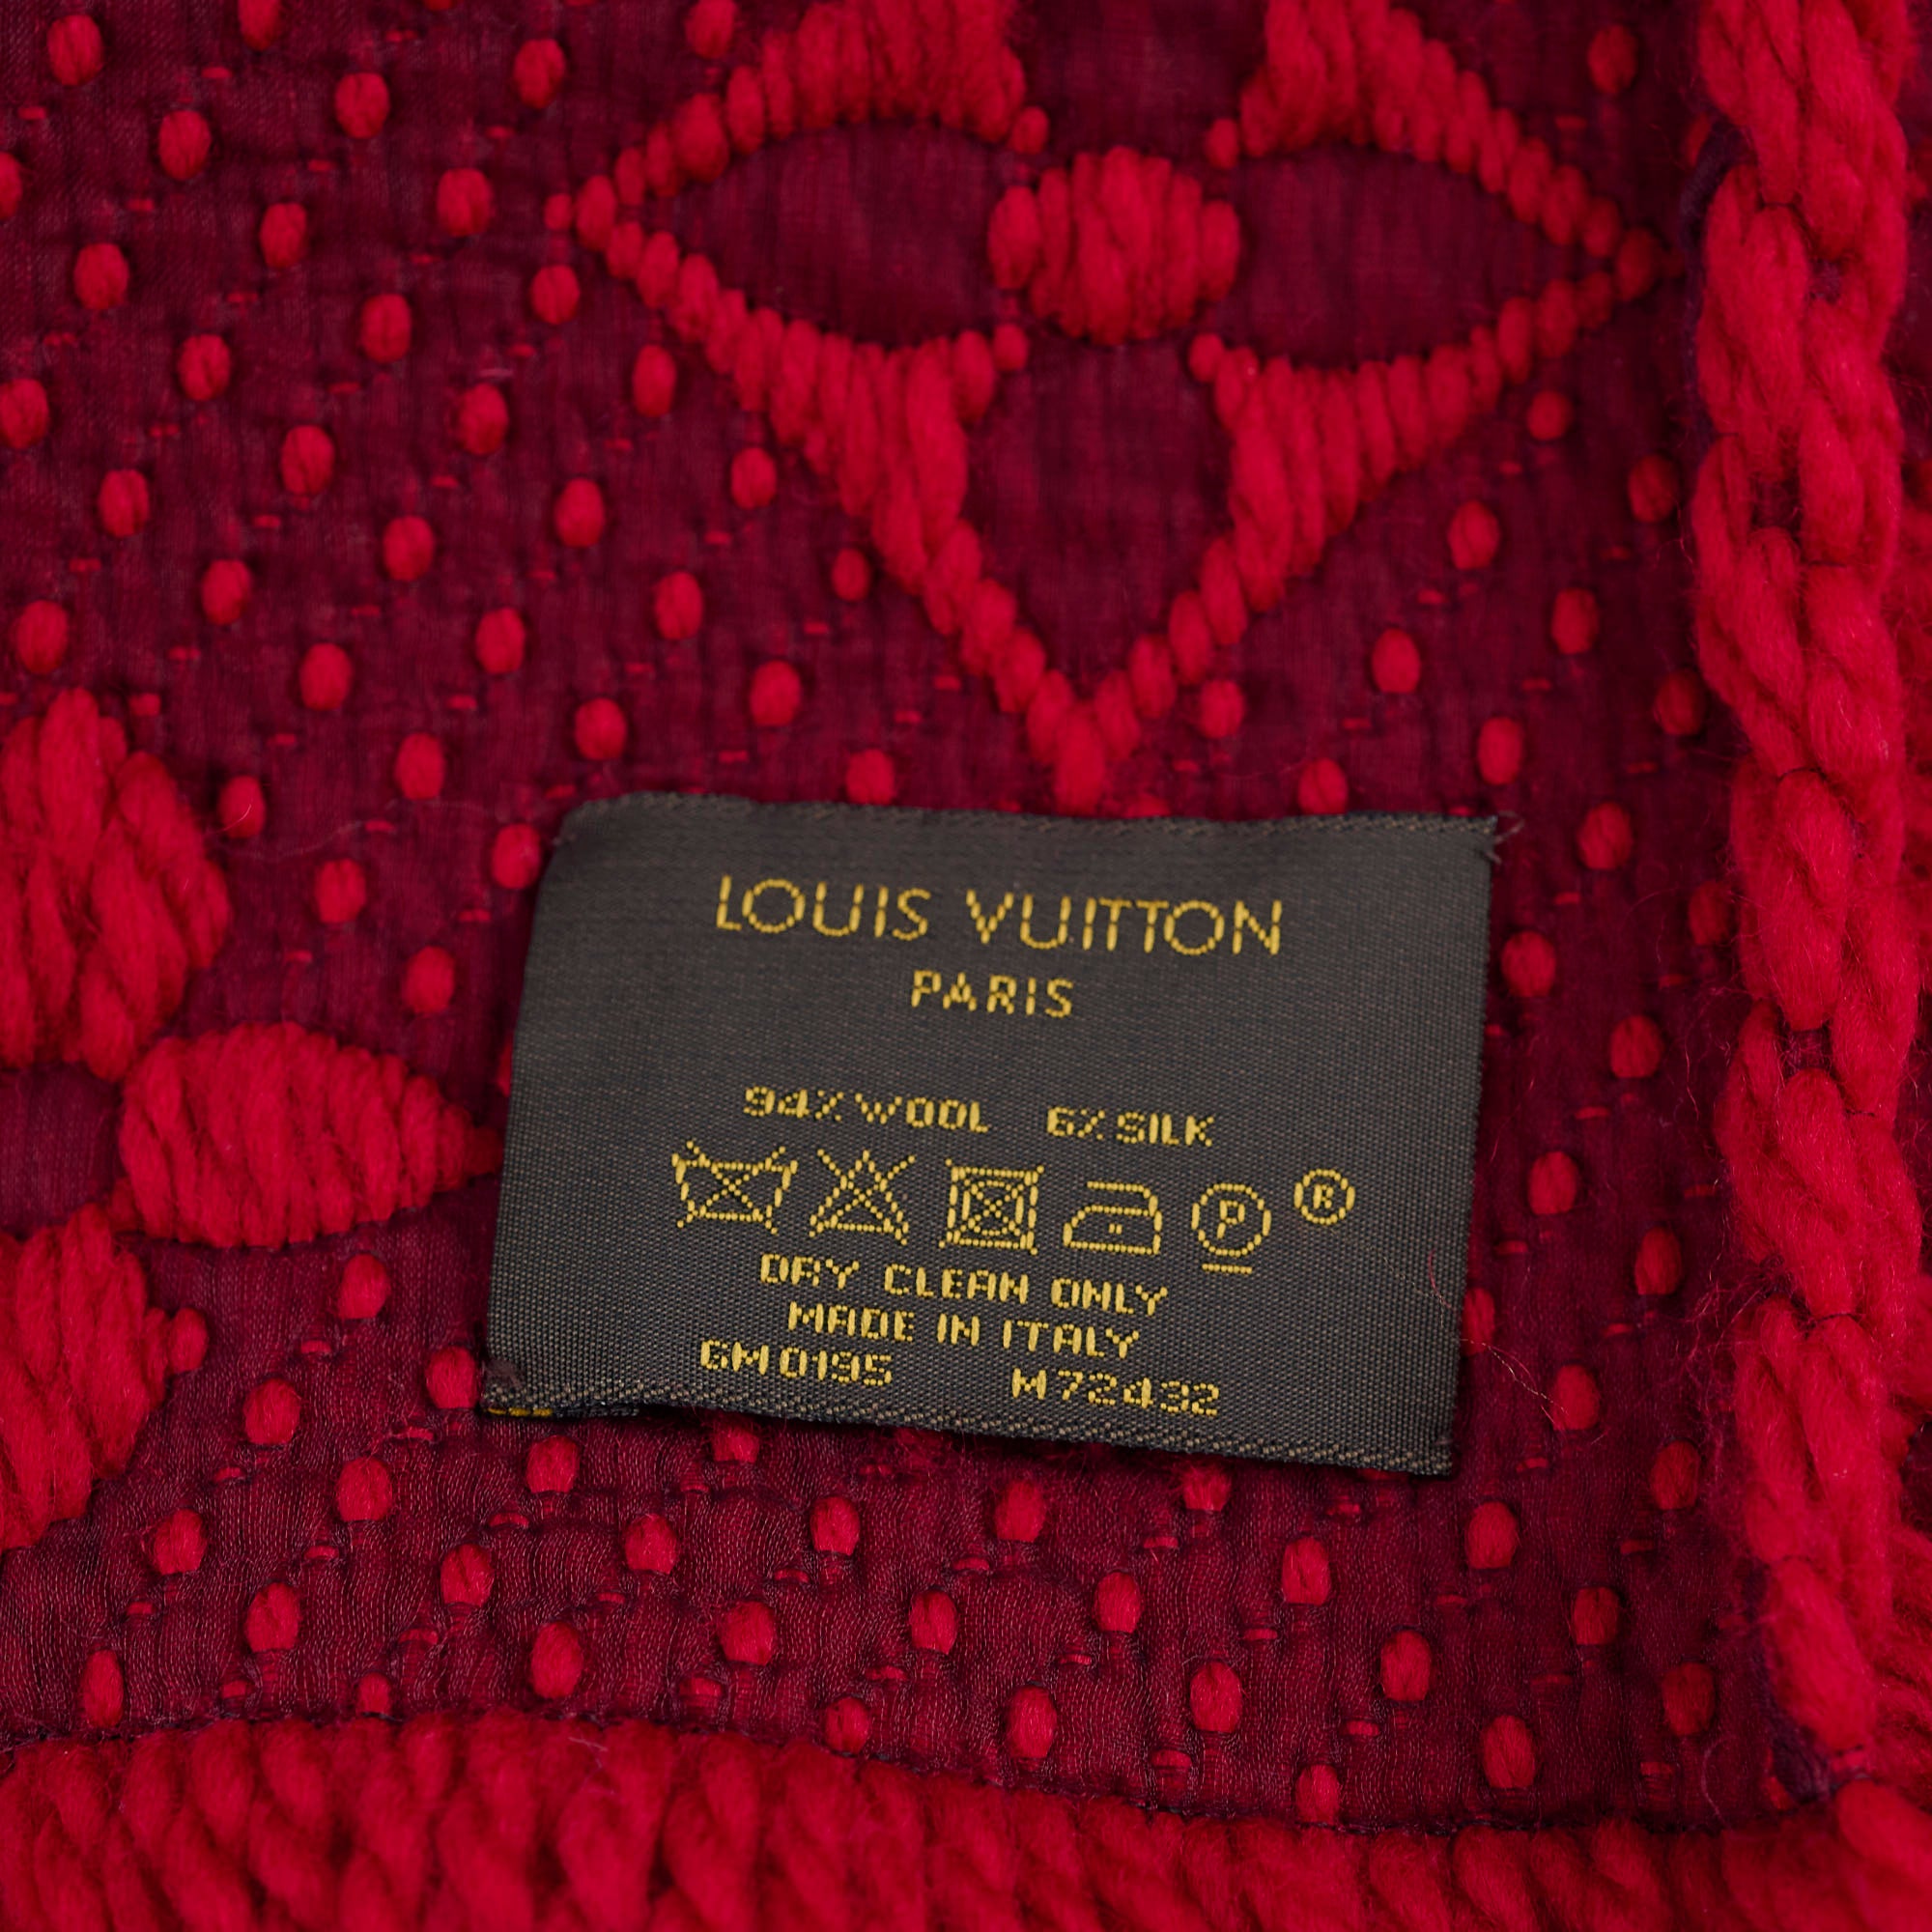 LOUIS VUITTON
PARIS
94% WOOL 6% SILK
P ®
DRY CLEAN ONLY
MADE IN ITALY
GM0195 M72432